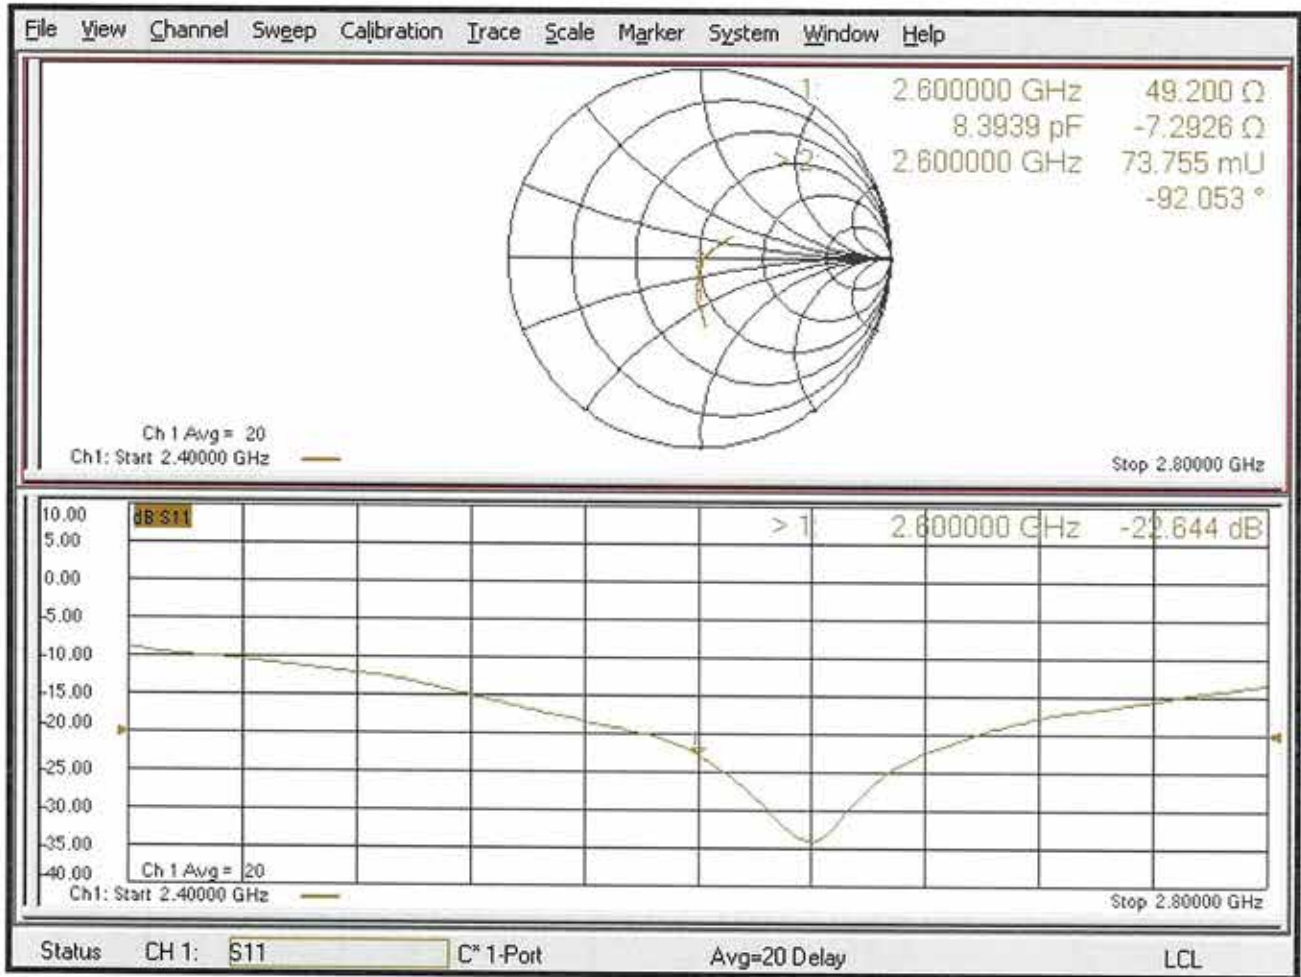 File View Channel Sweep Calibration Trace Scale Marker System Window Help
1: 2.600000 GHz 49.200 Ω
8.3939 pF -7.2926 Ω
> 2: 2.600000 GHz 73.755 mU
-92.053 °
Ch 1 Avg = 20
Ch1: Start 2.40000 GHz
Stop 2.80000 GHz
10.00
dB S11
> 1: 2.600000 GHz -22.644 dB
5.00
0.00
-5.00
-10.00
-15.00
-20.00
-25.00
-30.00
-35.00
-40.00
1
Ch 1 Avg = 20
Ch1: Start 2.40000 GHz
Stop 2.80000 GHz
Status CH 1: S11 C* 1-Port Avg=20 Delay LCL